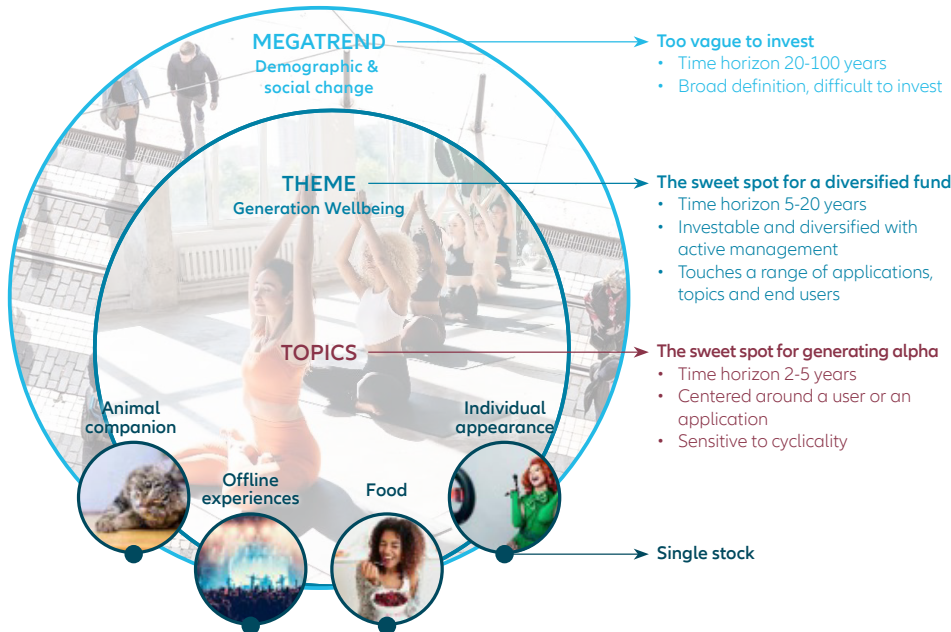 MEGATREND
Demographic &
social change
Too vague to invest
• Time horizon 20-100 years
• Broad definition, difficult to invest
THEME
Generation Wellbeing
The sweet spot for a diversified fund
• Time horizon 5-20 years
• Investable and diversified with
active management
• Touches a range of applications,
topics and end users
TOPICS
The sweet spot for generating alpha
• Time horizon 2-5 years
• Centered around a user or an
application
• Sensitive to cyclicality
Animal
companion
Offline
experiences
Food
Individual
appearance
Single stock